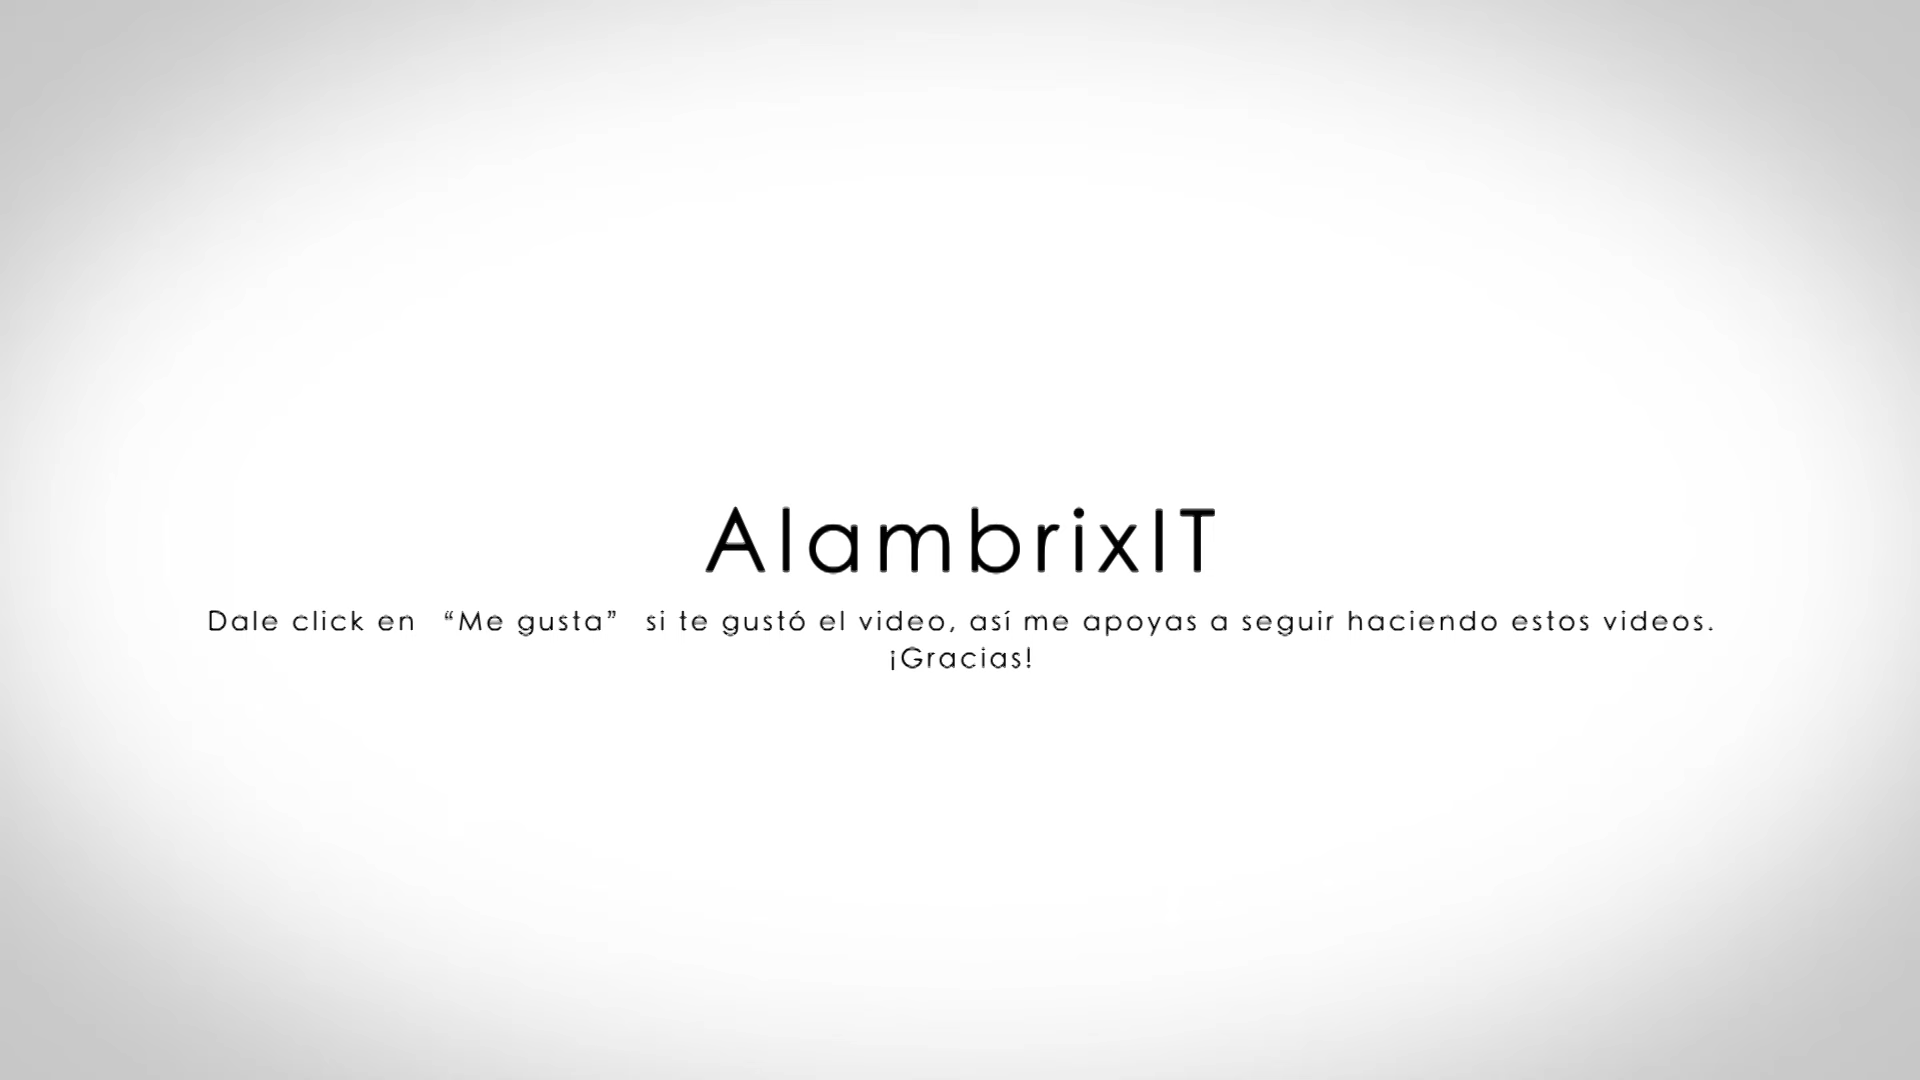 AlambrixIT
Dale click en “Me gusta” si te gustó el video, así me apoyas a seguir haciendo estos videos.
¡Gracias!